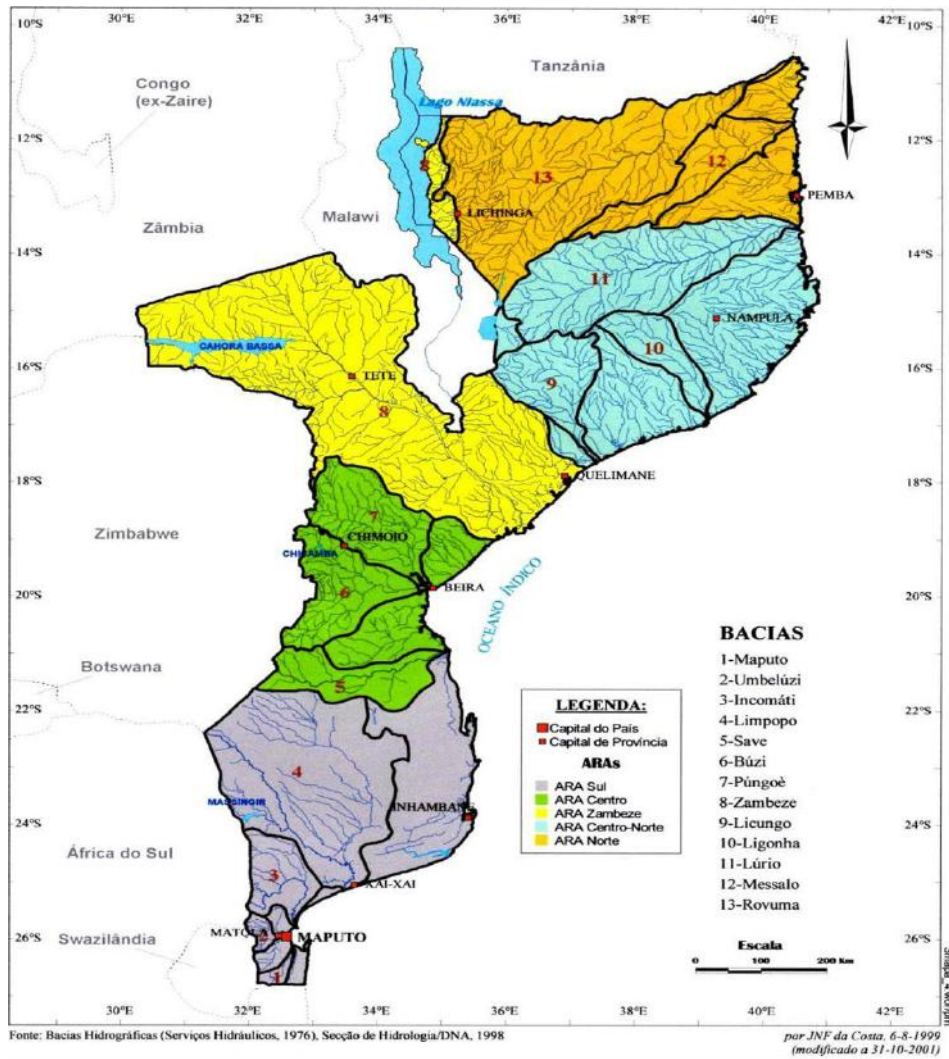 30°E 32°E 34°E 36°E 38°E 40°E 42°E
10°S 10°S
Tanzânia
Congo
(ex-Zaire)
Lago Niassa
12°S 12°S
12
8 13
PEMBA
LICHINGA
Malawi
Zâmbia
14°S 14°S
11
NAMPULA
CAHORA BASSA
10
16°S 16°S
TETE
9
8
QUELIMANE
18°S 18°S
7
Zimbabwe
CHIMOIO
CHICAMBA
BEIRA
6
20°S 20°S
OCEANO ÍNDICO
Botswana
5
22°S 22°S
4
MASSINGIR
INHAMBANE
24°S 24°S
África do Sul
3
XAI-XAI
MATOLA
2
MAPUTO
26°S 26°S
Swazilândia
1
LEGENDA:
Capital do País
Capital de Província
ARAs
ARA Sul
ARA Centro
ARA Zambeze
ARA Centro-Norte
ARA Norte
BACIAS
1-Maputo
2-Umbelúzi
3-Incomáti
4-Limpopo
5-Save
6-Búzi
7-Púngoè
8-Zambeze
9-Licungo
10-Ligonha
11-Lúrio
12-Messalo
13-Rovuma
Escala
0 100 200 Km
30°E 32°E 34°E 36°E 38°E 40°E 42°E
Fonte: Bacias Hidrográficas (Serviços Hidráulicos, 1976), Secção de Hidrologia/DNA, 1998
por JNF da Costa, 6-8-1999
(modificado a 31-10-2001)